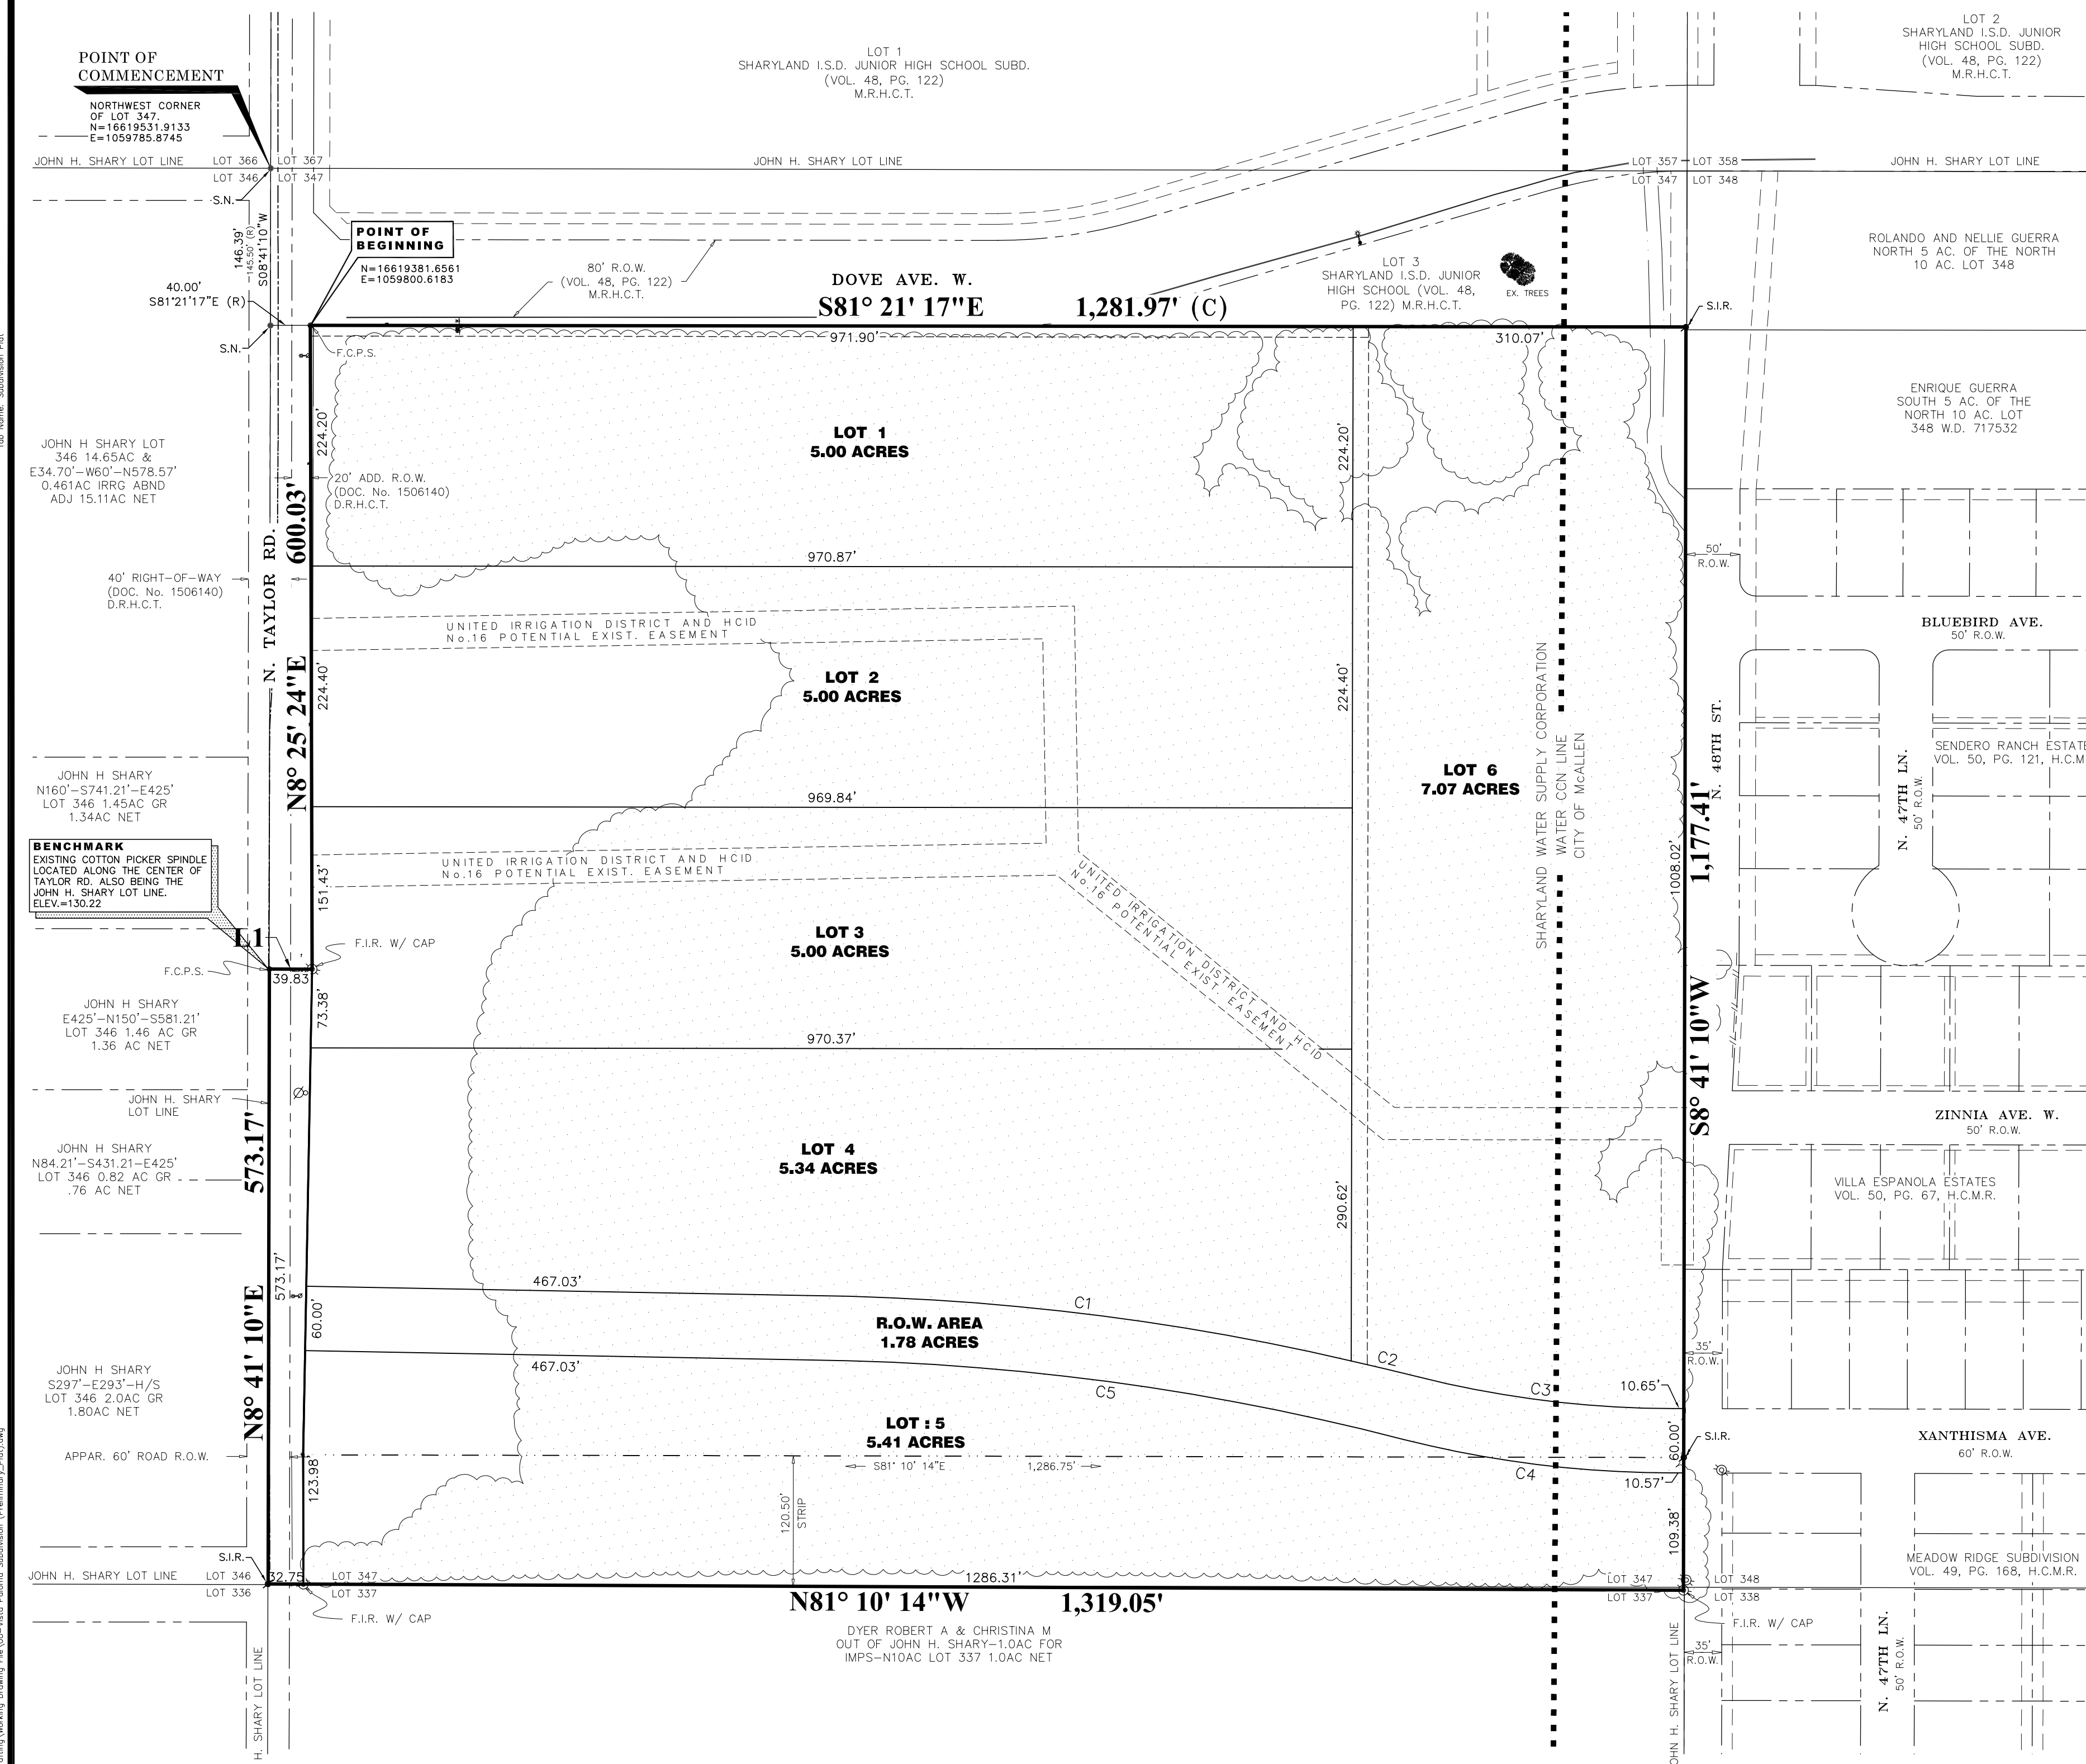 POINT OF
COMMENCEMENT
NORTHWEST CORNER
OF LOT 347.
N=16619531.9133
E=1059785.8745
LOT 1
SHARYLAND I.S.D. JUNIOR HIGH SCHOOL SUBD.
(VOL. 48, PG. 122)
M.R.H.C.T.
LOT 2
SHARYLAND I.S.D. JUNIOR
HIGH SCHOOL SUBD.
(VOL. 48, PG. 122)
M.R.H.C.T.
JOHN H. SHARY LOT LINE
LOT 366
LOT 367
JOHN H. SHARY LOT LINE
LOT 357
LOT 358
JOHN H. SHARY LOT LINE
LOT 346
LOT 347
LOT 347
LOT 348
S.N.
146.39'
145.50' (R)
S08°41'10"W
POINT OF
BEGINNING
N=16619381.6561
E=1059800.6183
40.00'
S81°21'17"E (R)
S.N.
F.C.P.S.
80' R.O.W.
(VOL. 48, PG. 122)
M.R.H.C.T.
DOVE AVE. W.
S81° 21' 17"E 1,281.97' (C)
971.90'
310.07'
LOT 3
SHARYLAND I.S.D. JUNIOR
HIGH SCHOOL (VOL. 48,
PG. 122) M.R.H.C.T.
EX. TREES
S.I.R.
ROLANDO AND NELLIE GUERRA
NORTH 5 AC. OF THE NORTH
10 AC. LOT 348
ENRIQUE GUERRA
SOUTH 5 AC. OF THE
NORTH 10 AC. LOT
348 W.D. 717532
JOHN H SHARY LOT
346 14.65AC &
E34.70'-W60'-N578.57'
0.461AC IRRG ABND
ADJ 15.11AC NET
224.20'
LOT 1
5.00 ACRES
224.20'
20' ADD. R.O.W.
(DOC. No. 1506140)
D.R.H.C.T.
600.03'
N8° 25' 24"E
N. TAYLOR RD.
40' RIGHT-OF-WAY
(DOC. No. 1506140)
D.R.H.C.T.
970.87'
50'
R.O.W.
UNITED IRRIGATION DISTRICT AND HCID
No.16 POTENTIAL EXIST. EASEMENT
BLUEBIRD AVE.
50' R.O.W.
224.40'
LOT 2
5.00 ACRES
224.40'
SHARYLAND WATER SUPPLY CORPORATION
WATER CCN LINE
CITY OF McALLEN
LOT 6
7.07 ACRES
N. 48TH ST.
1,177.41'
S8° 41' 10"W
1008.02'
N. 47TH LN.
50' R.O.W.
SENDERO RANCH ESTATE
VOL. 50, PG. 121, H.C.M
JOHN H SHARY
N160'-S741.21'-E425'
LOT 346 1.45AC GR
1.34AC NET
969.84'
BENCHMARK
EXISTING COTTON PICKER SPINDLE
LOCATED ALONG THE CENTER OF
TAYLOR RD. ALSO BEING THE
JOHN H. SHARY LOT LINE.
ELEV.=130.22
151.43'
UNITED IRRIGATION DISTRICT AND HCID
No.16 POTENTIAL EXIST. EASEMENT
UNITED IRRIGATION DISTRICT AND HCID
No.16 POTENTIAL EXIST. EASEMENT
L1
F.I.R. W/ CAP
F.C.P.S.
39.83'
LOT 3
5.00 ACRES
73.38'
JOHN H SHARY
E425'-N150'-S581.21'
LOT 346 1.46 AC GR
1.36 AC NET
970.37'
JOHN H. SHARY
LOT LINE
ZINNIA AVE. W.
50' R.O.W.
573.17'
N8° 41' 10"E
573.17'
JOHN H SHARY
N84.21'-S431.21-E425'
LOT 346 0.82 AC GR
.76 AC NET
LOT 4
5.34 ACRES
290.62'
VILLA ESPANOLA ESTATES
VOL. 50, PG. 67, H.C.M.R.
467.03'
C1
60.00'
R.O.W. AREA
1.78 ACRES
C2
467.03'
C5
C3
10.65'
35'
R.O.W.
JOHN H SHARY
S297'-E293'-H/S
LOT 346 2.0AC GR
1.80AC NET
LOT : 5
5.41 ACRES
60.00'
S.I.R.
XANTHISMA AVE.
60' R.O.W.
APPAR. 60' ROAD R.O.W.
S81° 10' 14"E 1,286.75'
C4
10.57'
123.98'
120.50'
STRIP
109.38'
S.I.R.
JOHN H. SHARY LOT LINE
LOT 346
32.75'
LOT 347
1286.31'
LOT 347
LOT 348
LOT 336
LOT 337
LOT 337
LOT 338
MEADOW RIDGE SUBDIVISION
VOL. 49, PG. 168, H.C.M.R.
N81° 10' 14"W 1,319.05'
F.I.R. W/ CAP
F.I.R. W/ CAP
DYER ROBERT A & CHRISTINA M
OUT OF JOHN H. SHARY-1.0AC FOR
IMPS-N10AC LOT 337 1.0AC NET
35'
R.O.W.
N. 47TH LN.
50' R.O.W.
H. SHARY LOT LINE
OHN H. SHARY LOT LINE